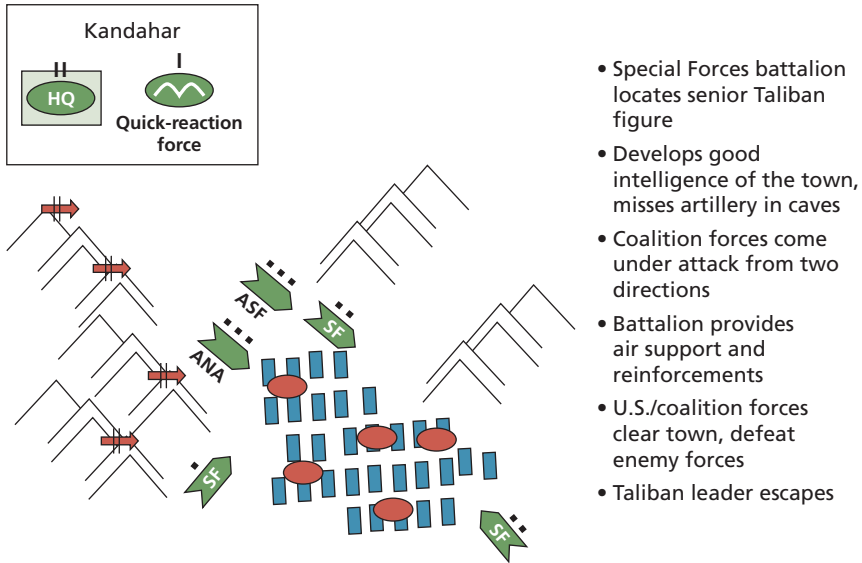 Kandahar
II
I
HQ
Quick-reaction
force
ASF
SF
ANA
SF
SF
• Special Forces battalion
locates senior Taliban
figure
• Develops good
intelligence of the town,
misses artillery in caves
• Coalition forces come
under attack from two
directions
• Battalion provides
air support and
reinforcements
• U.S./coalition forces
clear town, defeat
enemy forces
• Taliban leader escapes